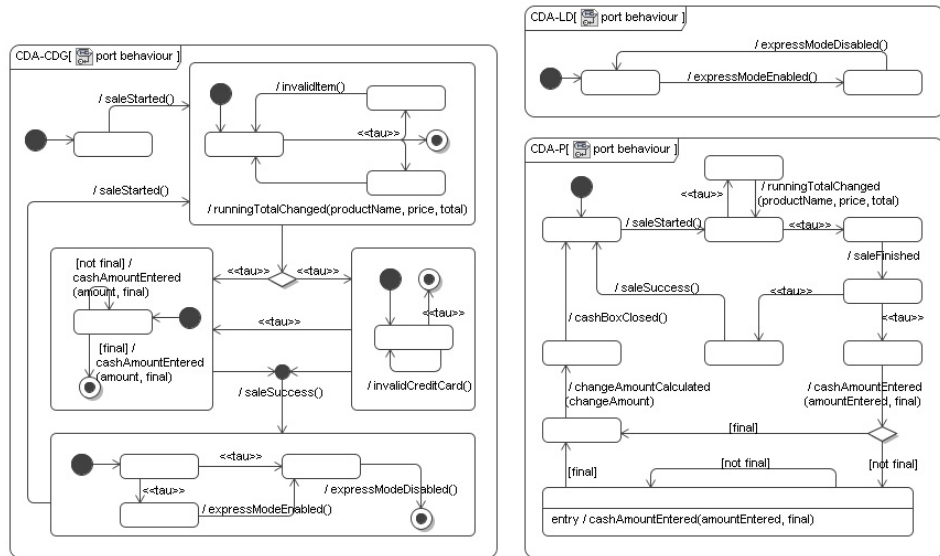 CDA-CDG[ port behaviour ]
/ saleStarted()
/ invalidItem()
<<tau>>
/ runningTotalChanged(productName, price, total)
/ saleStarted()
[not final] /
cashAmountEntered
(amount, final)
<<tau>>
<<tau>>
<<tau>>
<<tau>>
[final] /
cashAmountEntered
(amount, final)
/ invalidCreditCard()
/ saleSuccess()
<<tau>>
<<tau>>
/ expressModeEnabled()
/ expressModeDisabled()
CDA-LD[ port behaviour ]
/ expressModeDisabled()
/ expressModeEnabled()
CDA-P[ port behaviour ]
/ saleStarted()
<<tau>>
/ runningTotalChanged
(productName, price, total)
<<tau>>
/ saleFinished
/ saleSuccess()
<<tau>>
<<tau>>
/ cashBoxClosed()
/ changeAmountCalculated
(changeAmount)
/ cashAmountEntered
(amountEntered, final)
[final]
[final]
[not final]
[not final]
entry / cashAmountEntered(amountEntered, final)